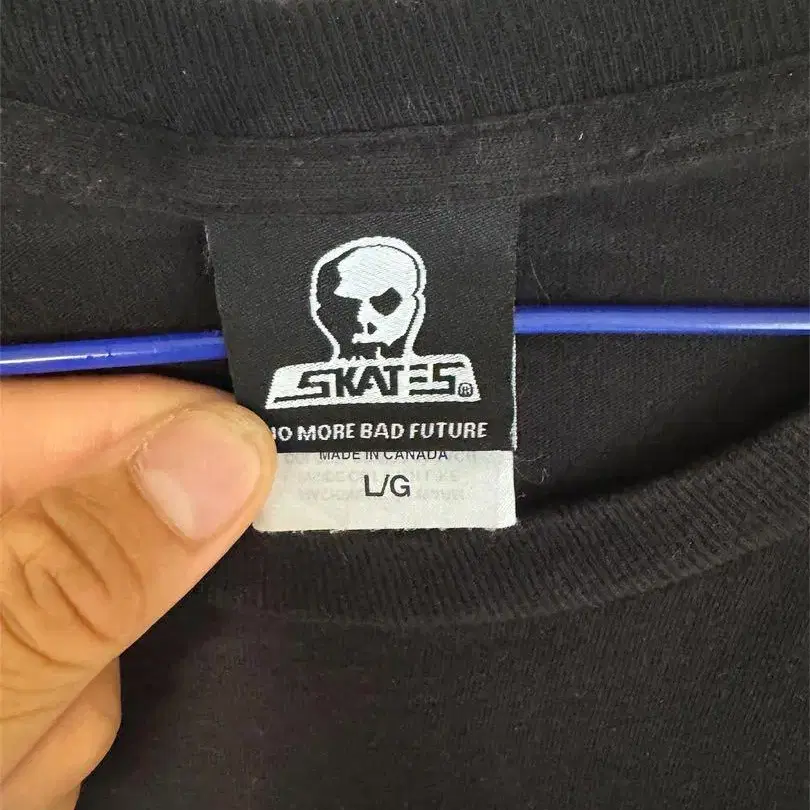 SKATES®
NO MORE BAD FUTURE
MADE IN CANADA
L/G